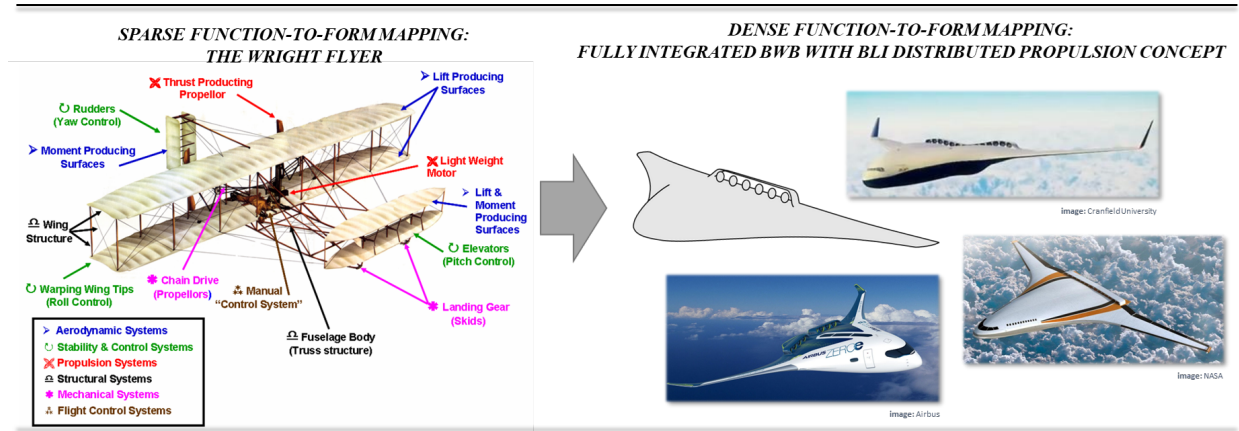 SPARSE FUNCTION-TO-FORM MAPPING:
THE WRIGHT FLYER
Thrust Producting
Propellor
Lift Producing
Surfaces
Rudders
(Yaw Control)
Moment Producing
Surfaces
Light Weight
Motor
Lift &
Moment
Producing
Surfaces
Wing
Structure
Elevators
(Pitch Control)
Chain Drive
(Propellors)
Manual
“Control System”
Warping Wing Tips
(Roll Control)
Landing Gear
(Skids)
Fuselage Body
(Truss structure)
Aerodynamic Systems
Stability & Control Systems
Propulsion Systems
Structural Systems
Mechanical Systems
Flight Control Systems
DENSE FUNCTION-TO-FORM MAPPING:
FULLY INTEGRATED BWB WITH BLI DISTRIBUTED PROPULSION CONCEPT
image: Cranfield University
AIRBUS ZEROe
image: Airbus
image: NASA